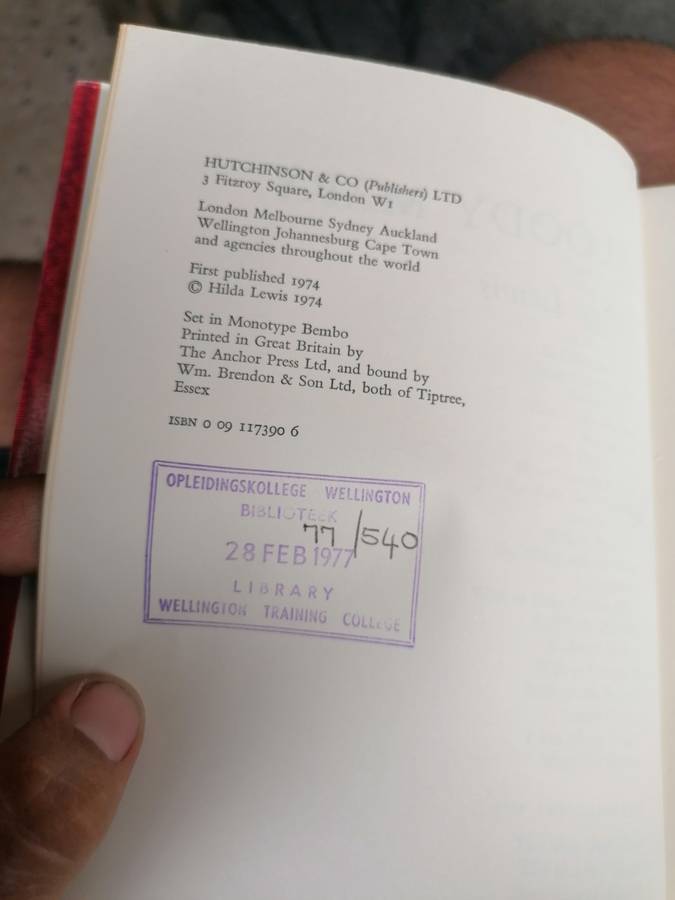 HUTCHINSON & CO (Publishers) LTD
3 Fitzroy Square, London W1
London Melbourne Sydney Auckland
Wellington Johannesburg Cape Town
and agencies throughout the world
First published 1974
© Hilda Lewis 1974
Set in Monotype Bembo
Printed in Great Britain by
The Anchor Press Ltd, and bound by
Wm. Brendon & Son Ltd, both of Tiptree,
Essex
ISBN 0 09 117390 6
OPLEIDINGSKOLLEGE WELLINGTON
BIBLIOTEEK
77/540
28 FEB 1977
LIBRARY
WELLINGTON TRAINING COLLEGE